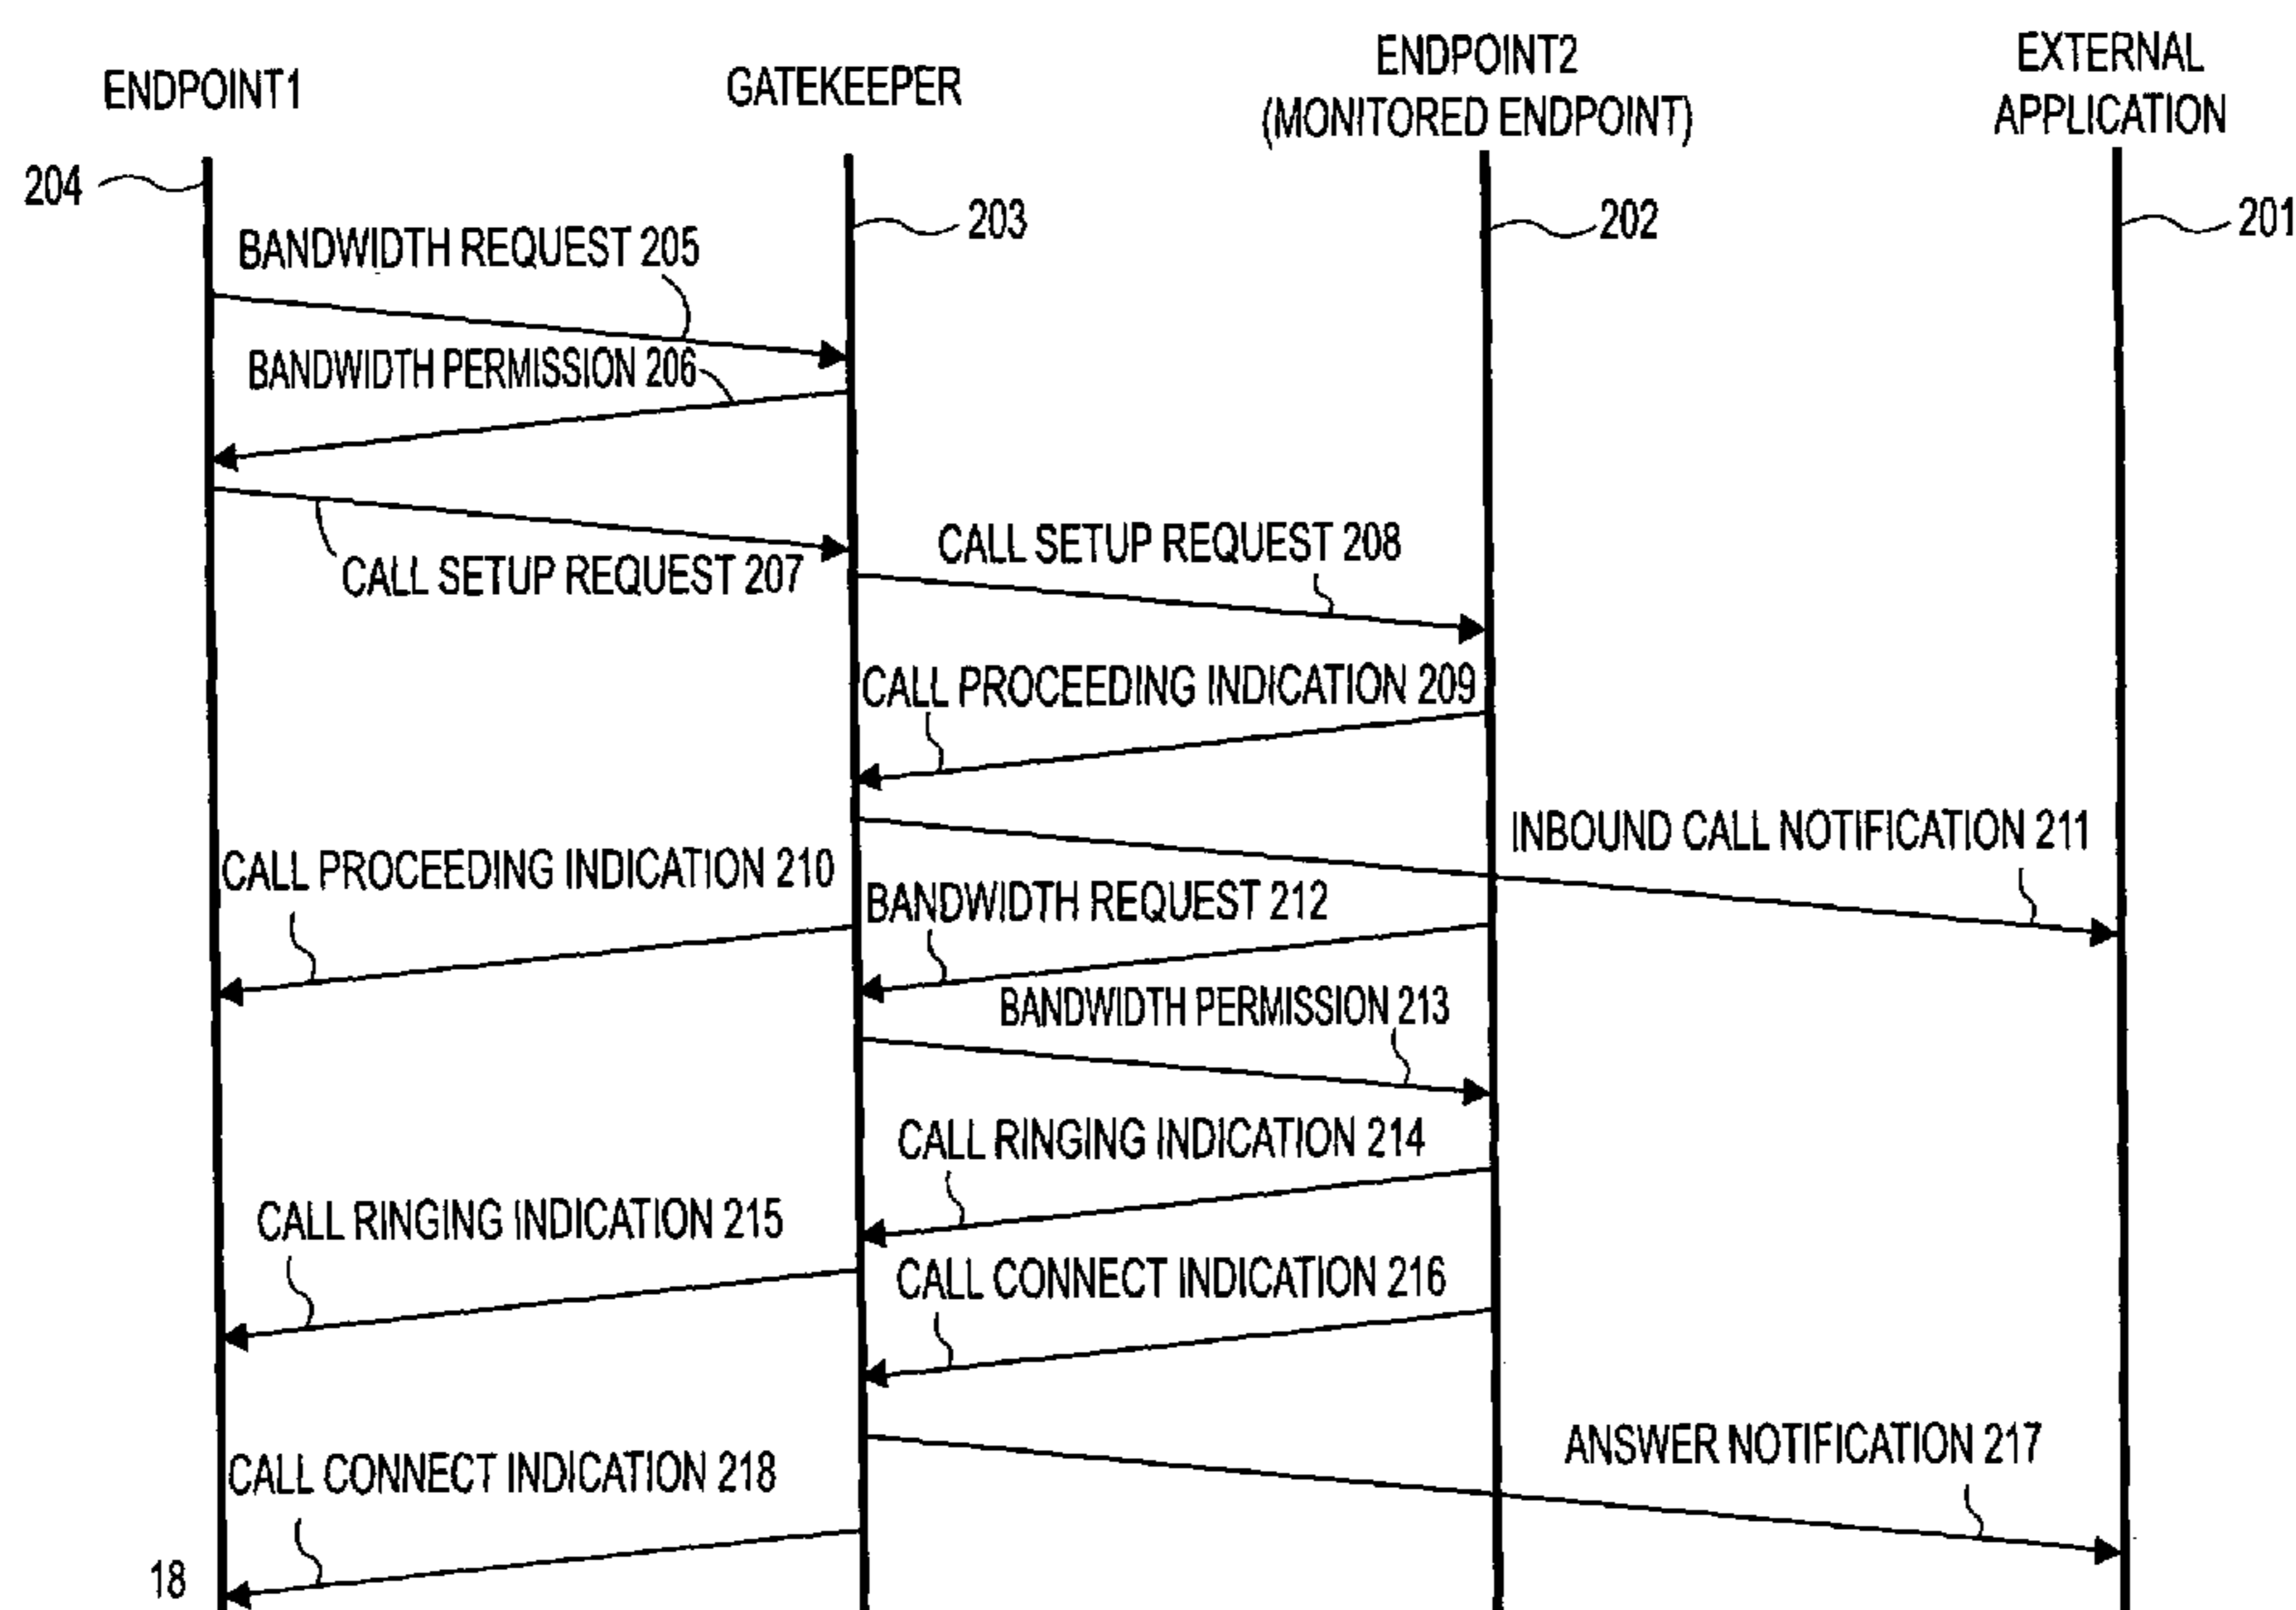 ENDPOINT1
GATEKEEPER
ENDPOINT2
(MONITORED ENDPOINT)
EXTERNAL
APPLICATION
204
203
202
201
BANDWIDTH REQUEST 205
BANDWIDTH PERMISSION 206
CALL SETUP REQUEST 207
CALL SETUP REQUEST 208
CALL PROCEEDING INDICATION 209
INBOUND CALL NOTIFICATION 211
CALL PROCEEDING INDICATION 210
BANDWIDTH REQUEST 212
BANDWIDTH PERMISSION 213
CALL RINGING INDICATION 214
CALL RINGING INDICATION 215
CALL CONNECT INDICATION 216
ANSWER NOTIFICATION 217
CALL CONNECT INDICATION 218
18